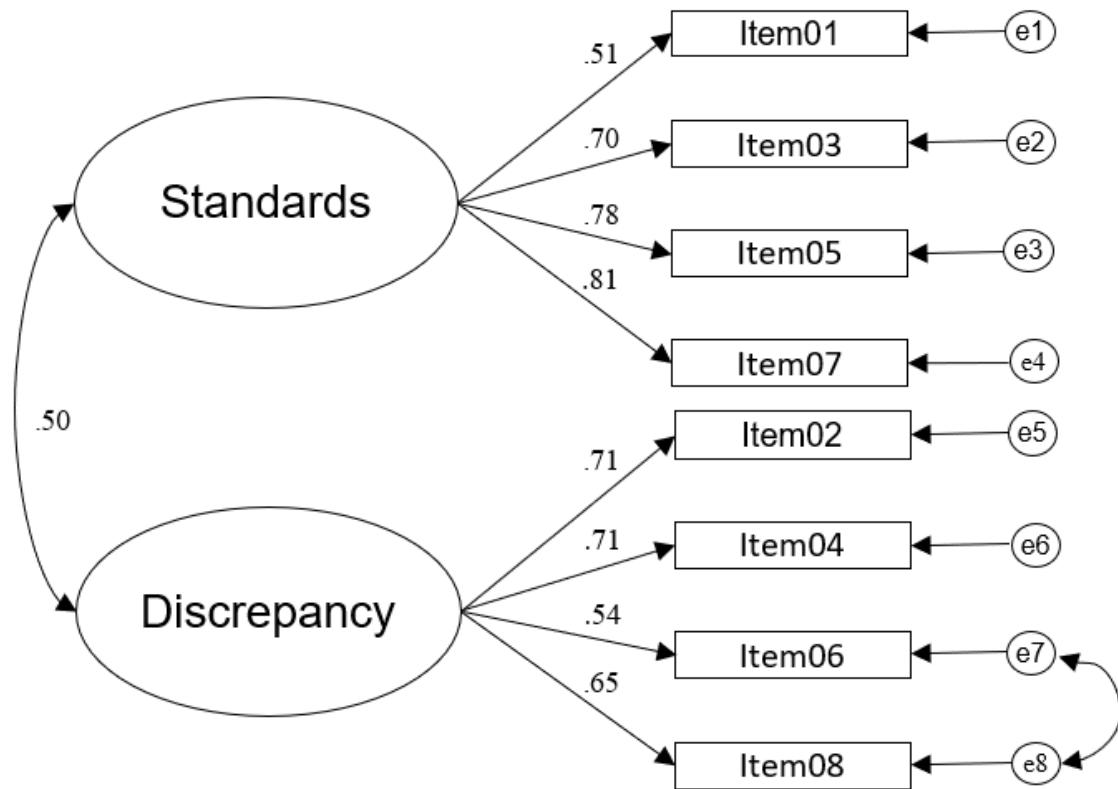 Item01
e1
.51
Item03
e2
.70
Standards
.78
Item05
e3
.81
Item07
e4
.50
Item02
e5
.71
.71
Item04
e6
Discrepancy
.54
Item06
e7
.65
Item08
e8